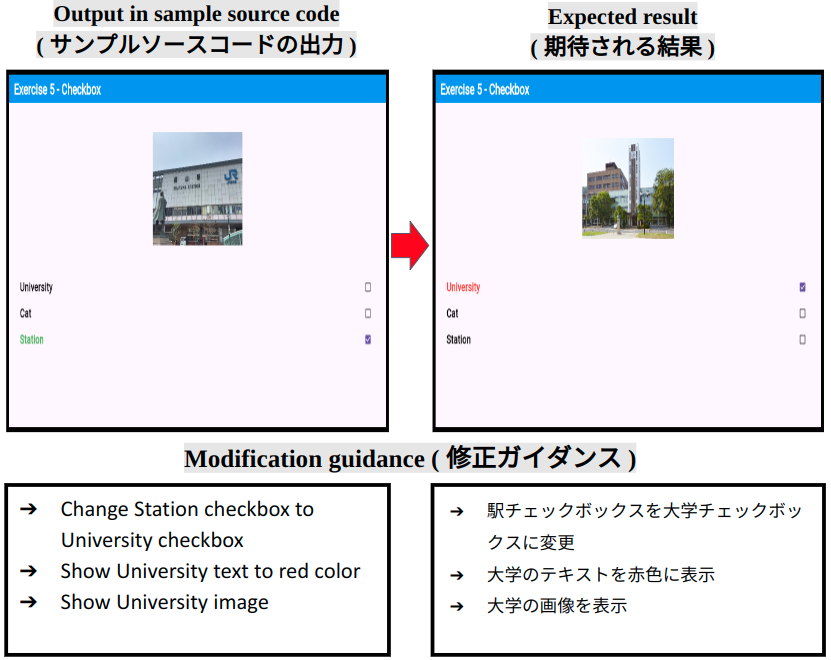 Output in sample source code
( サンプルソースコードの出力 )
Expected result
( 期待される結果 )
Exercise 5 - Checkbox
JR
University
Cat
Station
Exercise 5 - Checkbox
University
Cat
Station
Modification guidance ( 修正ガイダンス )
➔ Change Station checkbox to
University checkbox
➔ Show University text to red color
➔ Show University image
➔ 駅チェックボックスを大学チェックボッ
クスに変更
➔ 大学のテキストを赤色に表示
➔ 大学の画像を表示